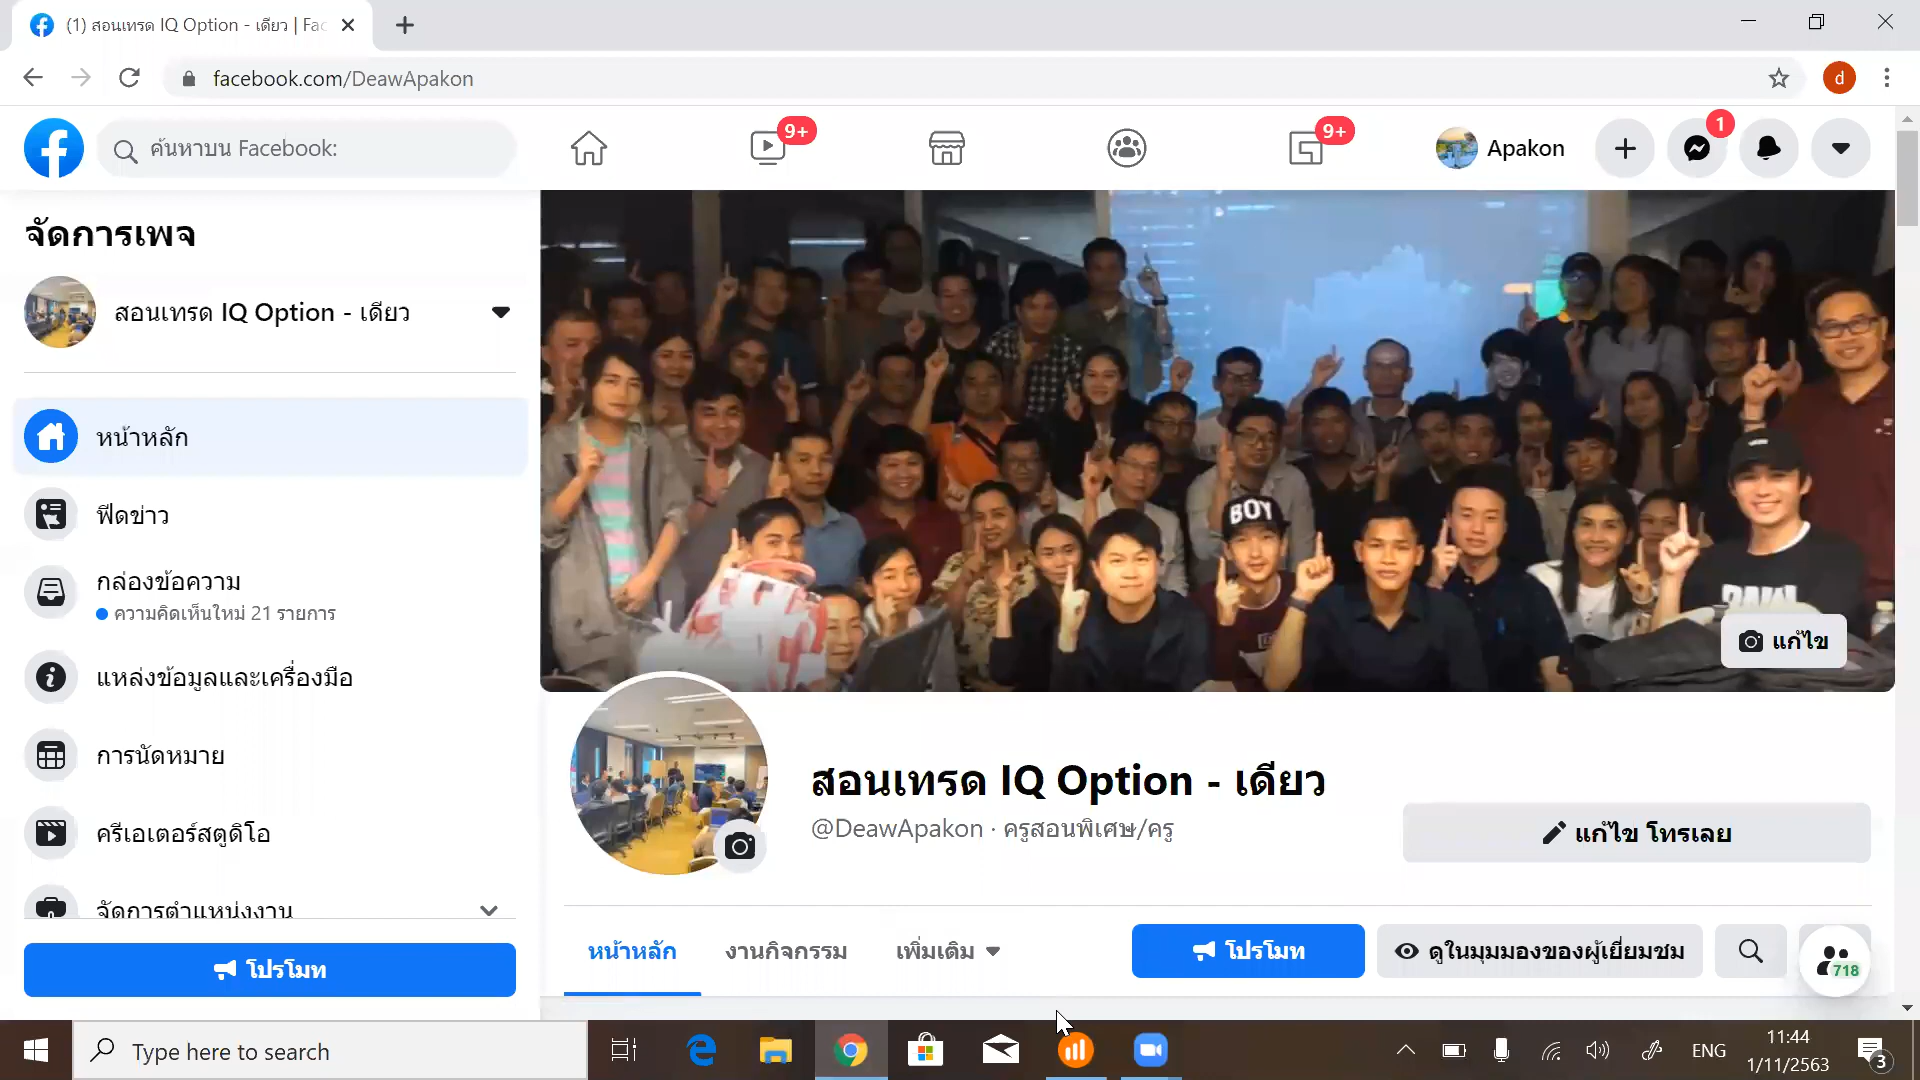 (1) สอนเทรด IQ Option - เดียว | Fac
facebook.com/DeawApakon
d
ค้นหาบน Facebook:
9+
9+
Apakon
1
จัดการเพจ
สอนเทรด IQ Option - เดียว
หน้าหลัก
ฟีดข่าว
กล่องข้อความ
ความคิดเห็นใหม่ 21 รายการ
แหล่งข้อมูลและเครื่องมือ
การนัดหมาย
ครีเอเตอร์สตูดิโอ
จัดการตำแหน่งงาน
โปรโมท
BOY
แก้ไข
สอนเทรด IQ Option - เดียว
@DeawApakon · ครูสอนพิเศษ/ครู
แก้ไข โทรเลย
หน้าหลัก
งานกิจกรรม
เพิ่มเติม
โปรโมท
ดูในมุมมองของผู้เยี่ยมชม
718
Type here to search
ENG
11:44
1/11/2563
3